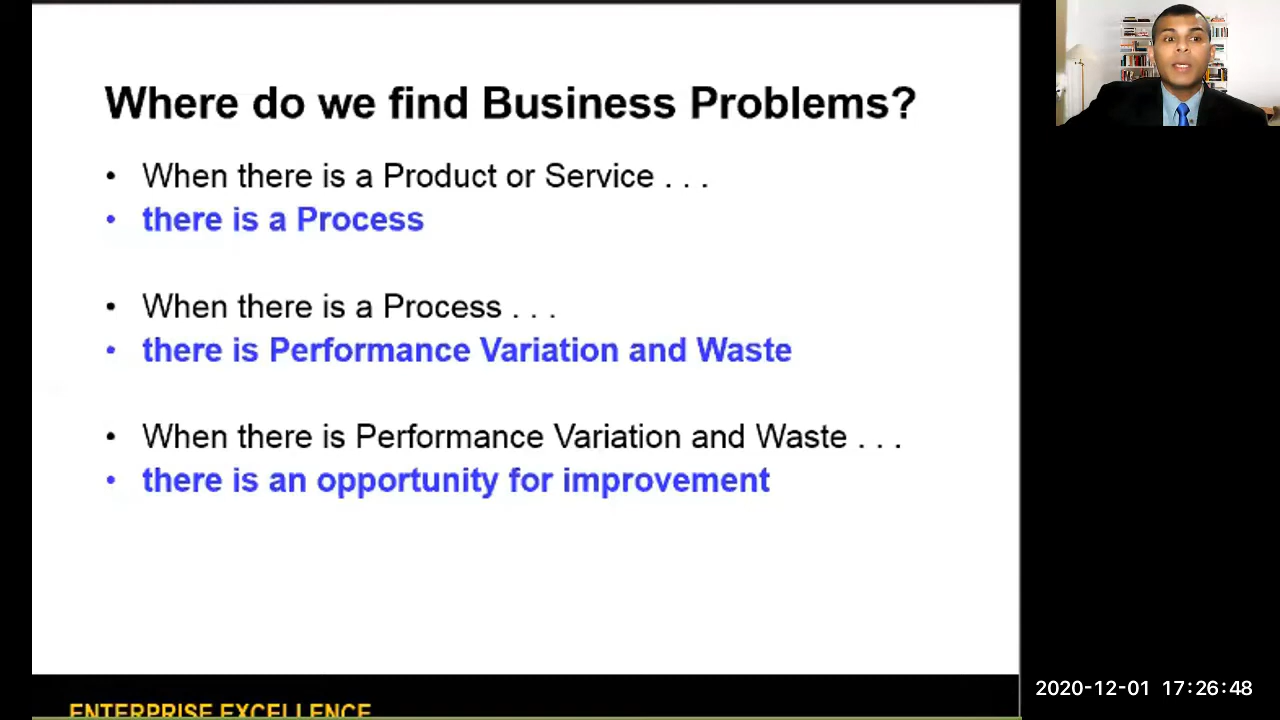 Where do we find Business Problems?
• When there is a Product or Service . . .
• there is a Process
• When there is a Process . . .
• there is Performance Variation and Waste
• When there is Performance Variation and Waste . . .
• there is an opportunity for improvement
ENTERPRISE EXCELLENCE
2020-12-01 17:26:48